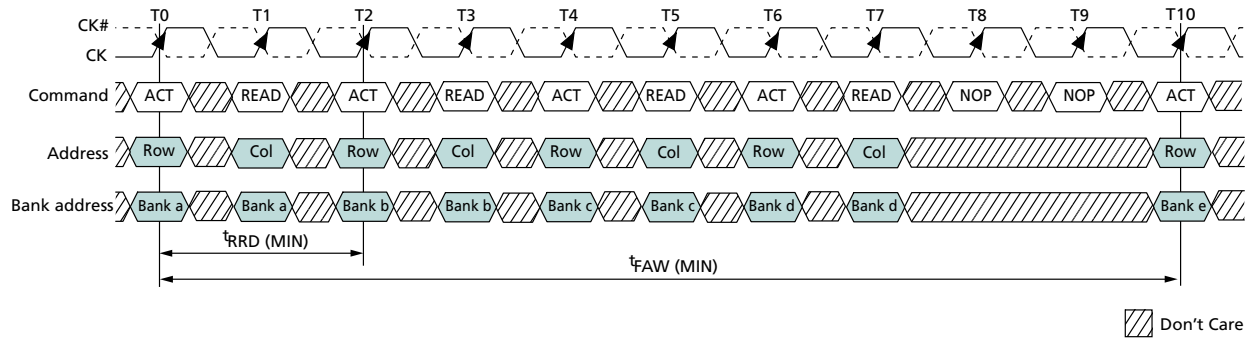 T0 T1 T2 T3 T4 T5 T6 T7 T8 T9 T10
CK#
CK
Command ACT READ ACT READ ACT READ ACT READ NOP NOP ACT
Address Row Col Row Col Row Col Row Col Row
Bank address Bank a Bank a Bank b Bank b Bank c Bank c Bank d Bank d Bank e
tRRD (MIN)
tFAW (MIN)
Don't Care